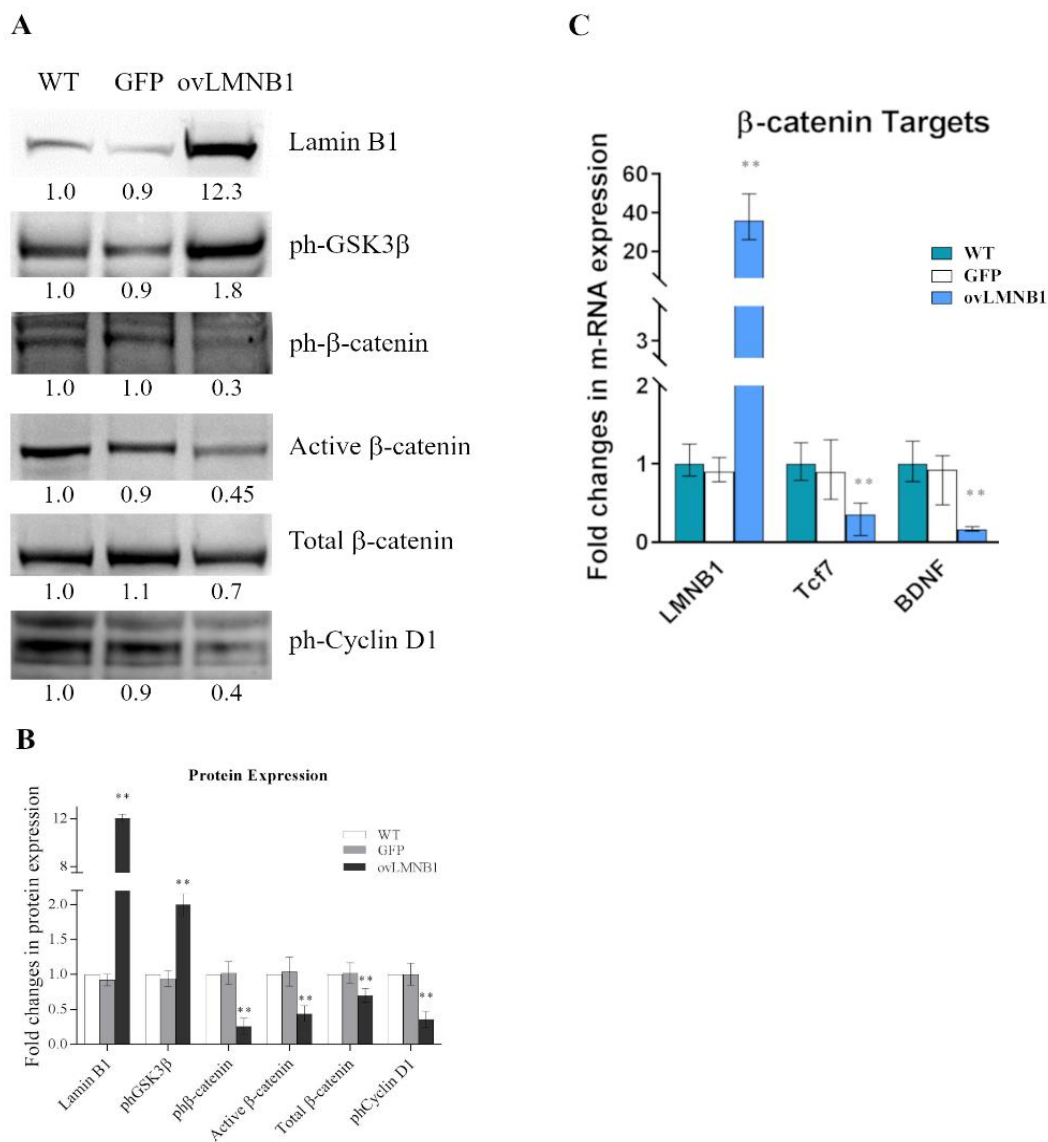 A
WT GFP ovLMNB1
Lamin B1
1.0 0.9 12.3
ph-GSK3β
1.0 0.9 1.8
ph-β-catenin
1.0 1.0 0.3
Active β-catenin
1.0 0.9 0.45
Total β-catenin
1.0 1.1 0.7
ph-Cyclin D1
1.0 0.9 0.4
B
Protein Expression
Fold changes in protein expression
12
8
2.0
1.5
1.0
0.5
0.0
**
**
**
**
**
**
WT
GFP
ovLMNB1
Lamin B1
phGSK3β
phβ-catenin
Active β-catenin
Total β-catenin
phCyclin D1
C
β-catenin Targets
Fold changes in m-RNA expression
60
40
20
3
2
1
0
**
**
**
WT
GFP
ovLMNB1
LMNB1
Tcf7
BDNF